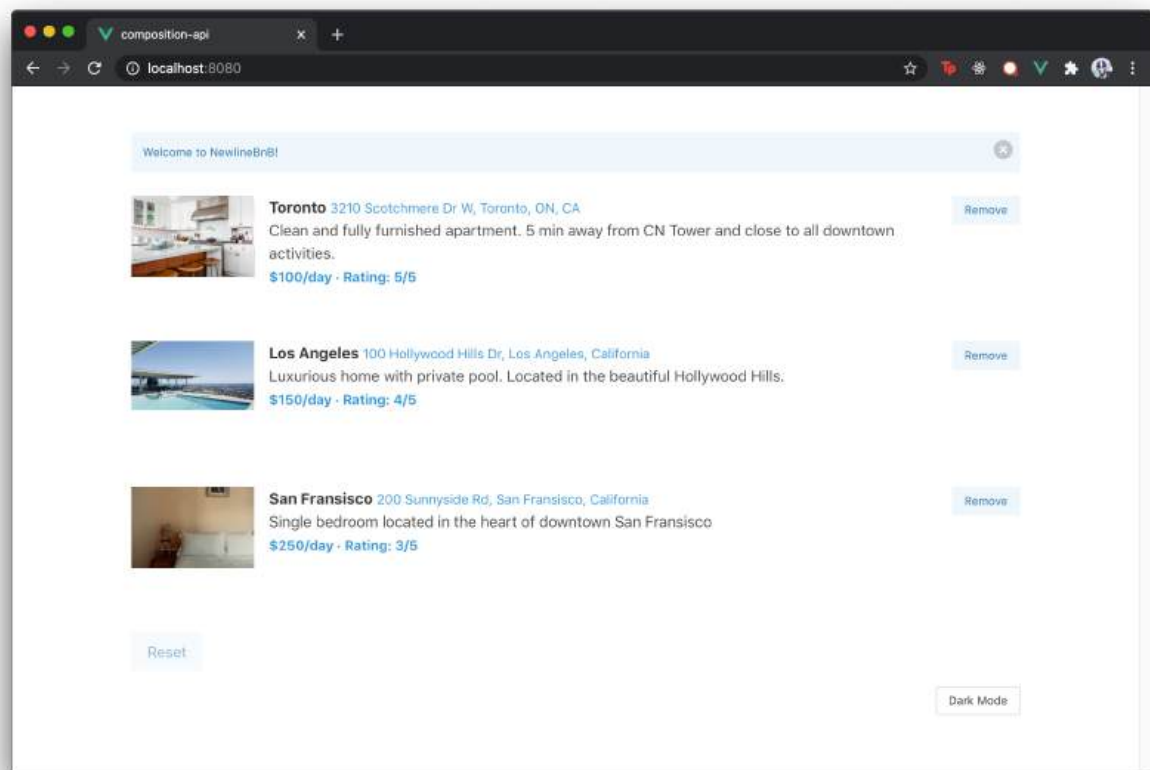 composition-api
localhost:8080
Welcome to NewlineBnB!
Toronto 3210 Scotchmere Dr W, Toronto, ON, CA
Remove
Clean and fully furnished apartment. 5 min away from CN Tower and close to all downtown
activities.
$100/day · Rating: 5/5
Los Angeles 100 Hollywood Hills Dr, Los Angeles, California
Remove
Luxurious home with private pool. Located in the beautiful Hollywood Hills.
$150/day · Rating: 4/5
San Fransisco 200 Sunnyside Rd, San Fransisco, California
Remove
Single bedroom located in the heart of downtown San Fransisco
$250/day · Rating: 3/5
Reset
Dark Mode